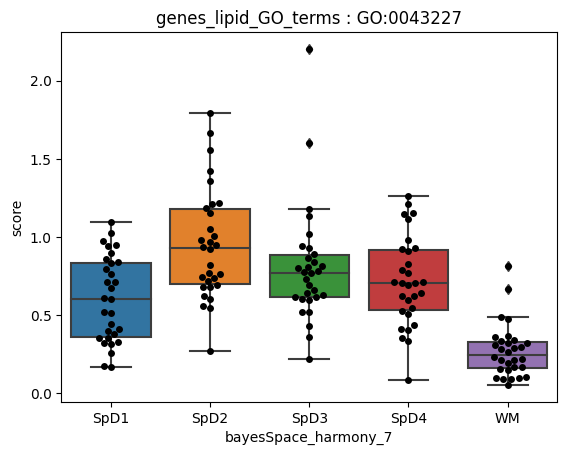 genes_lipid_GO_terms : GO:0043227
score
2.0
1.5
1.0
0.5
0.0
SpD1 SpD2 SpD3 SpD4 WM
bayesSpace_harmony_7